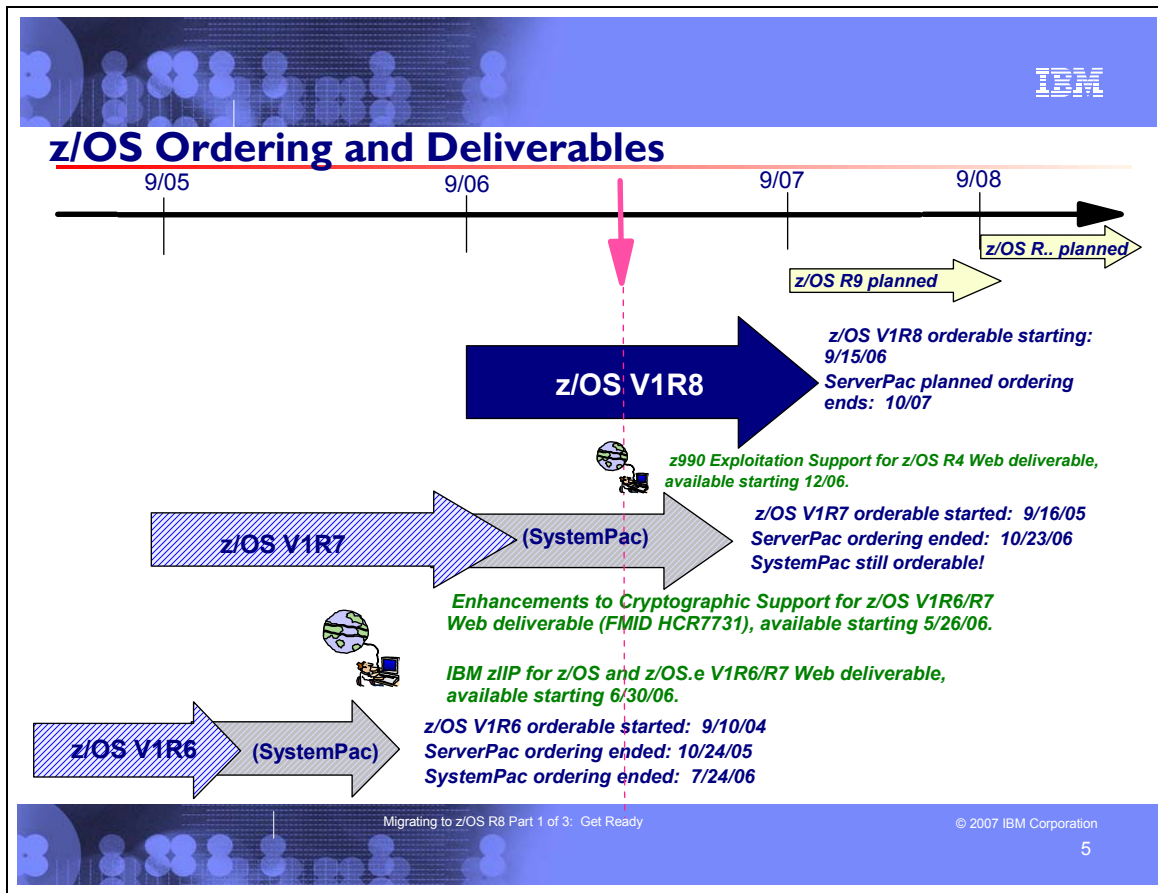 IBM
z/OS Ordering and Deliverables
9/05
9/06
9/07
9/08
z/OS R.. planned
z/OS R9 planned
z/OS V1R8
z/OS V1R8 orderable starting:
9/15/06
ServerPac planned ordering
ends: 10/07
z990 Exploitation Support for z/OS R4 Web deliverable,
available starting 12/06.
z/OS V1R7
(SystemPac)
z/OS V1R7 orderable started: 9/16/05
ServerPac ordering ended: 10/23/06
SystemPac still orderable!
Enhancements to Cryptographic Support for z/OS V1R6/R7
Web deliverable (FMID HCR7731), available starting 5/26/06.
IBM zIIP for z/OS and z/OS.e V1R6/R7 Web deliverable,
available starting 6/30/06.
z/OS V1R6
(SystemPac)
z/OS V1R6 orderable started: 9/10/04
ServerPac ordering ended: 10/24/05
SystemPac ordering ended: 7/24/06
Migrating to z/OS R8 Part 1 of 3: Get Ready
© 2007 IBM Corporation
5